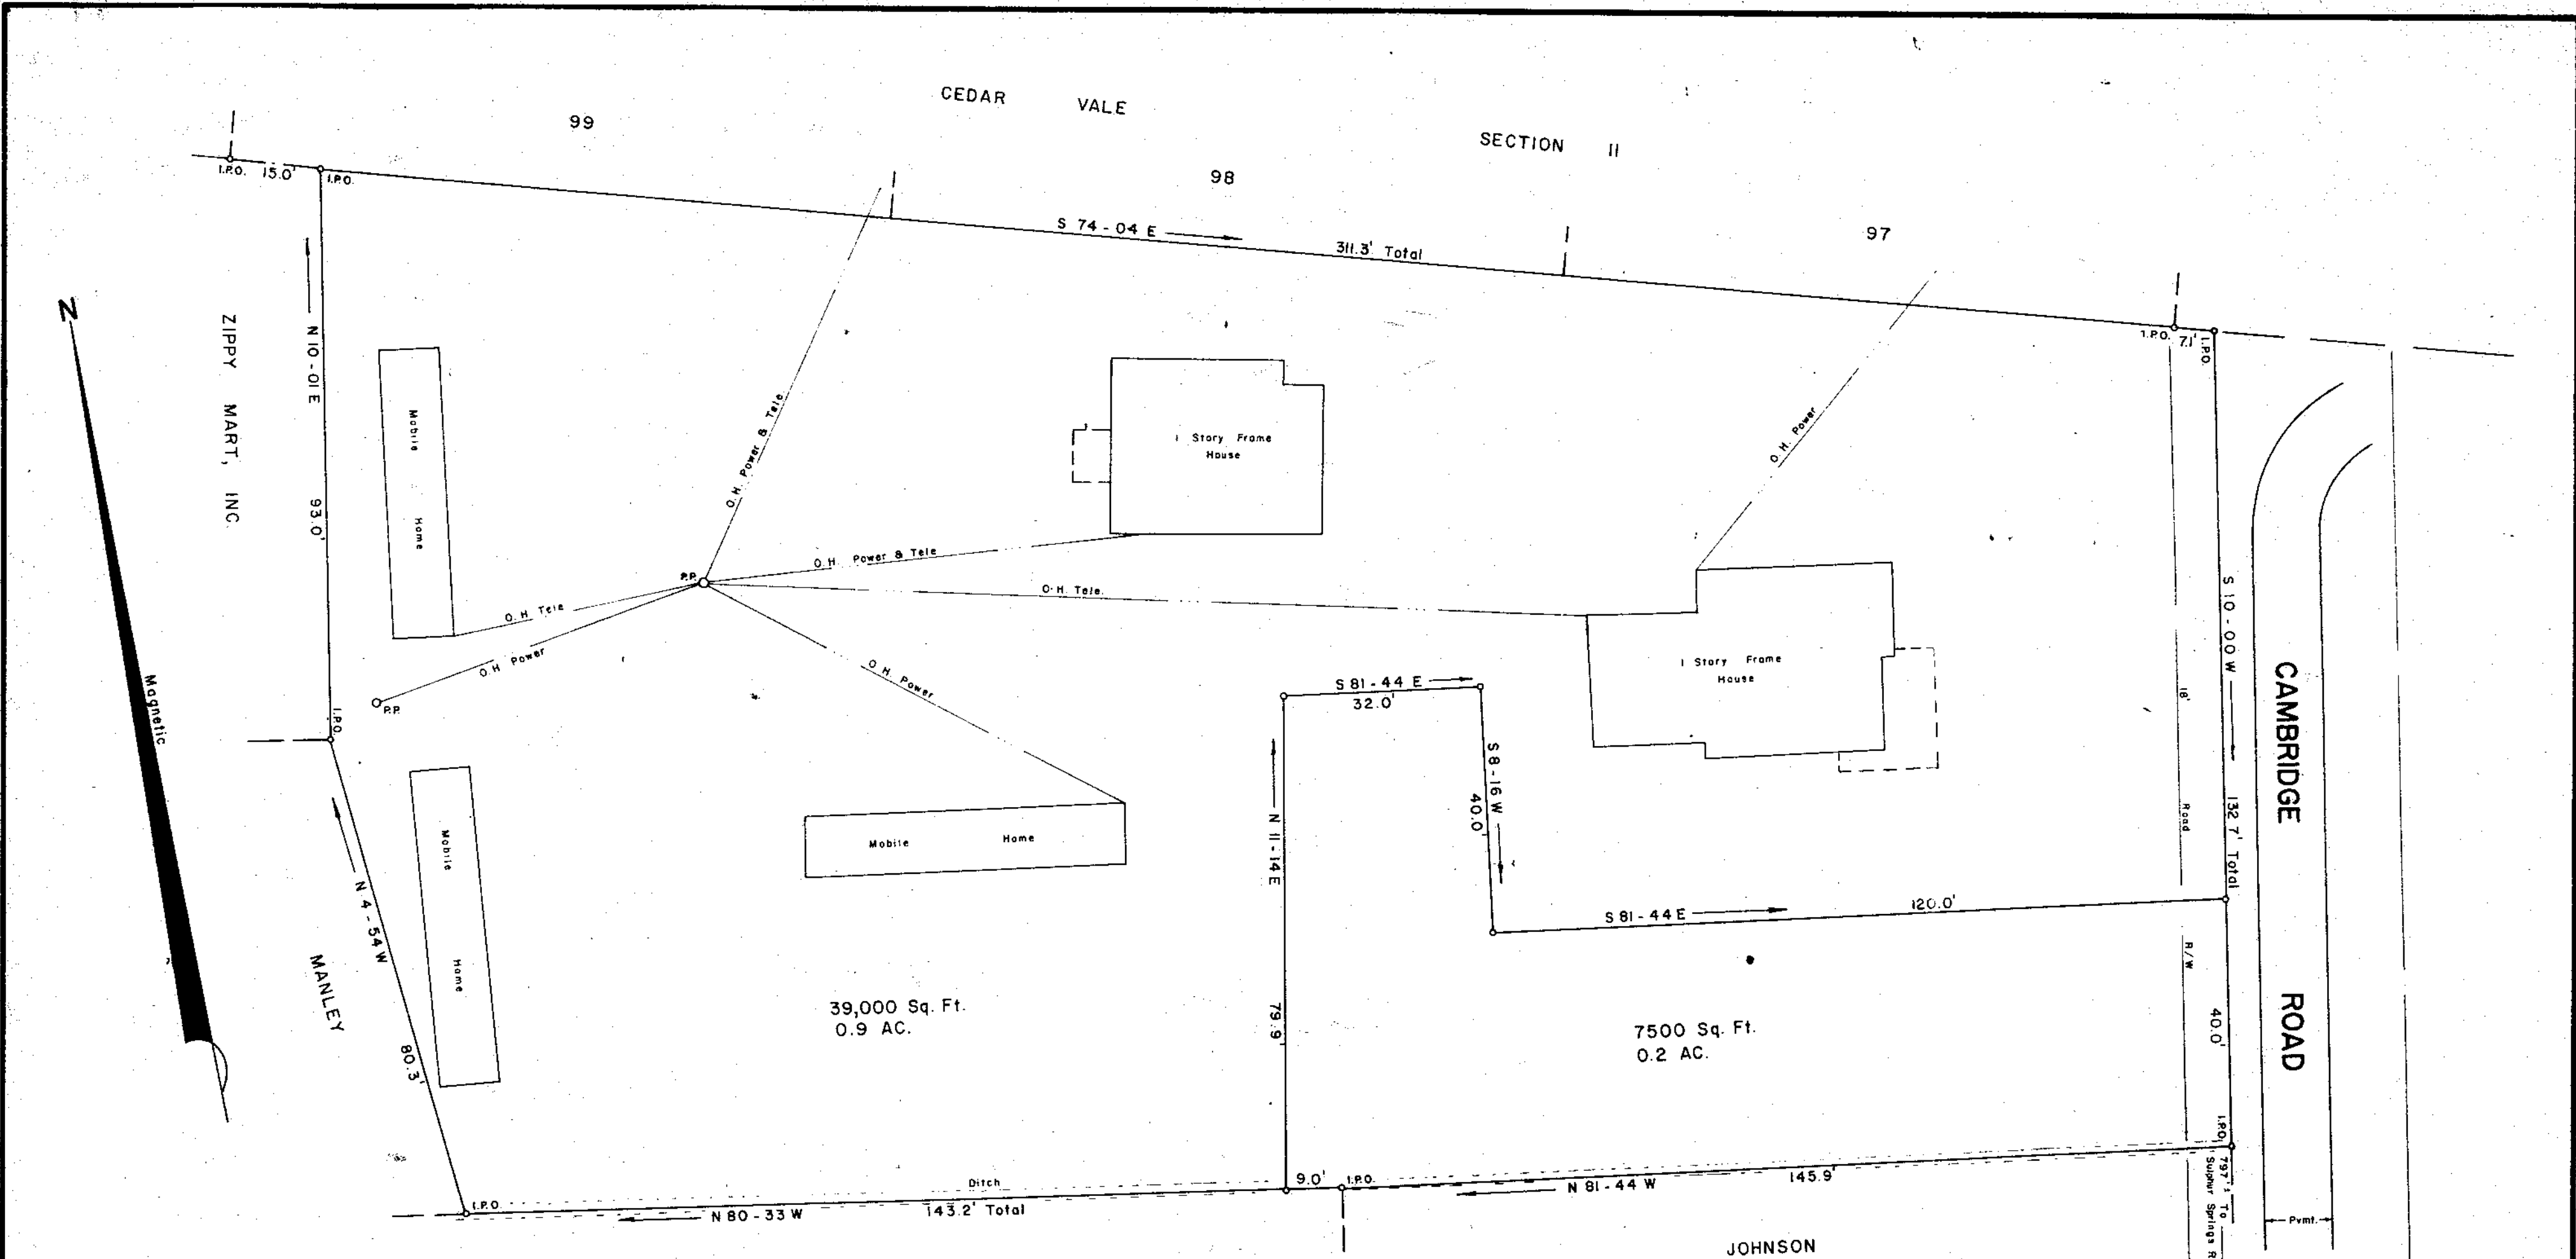 CEDAR VALE
SECTION II
99
98
97
I.P.O. 15.0'
I.P.O.
S 74-04 E
311.3' Total
I.P.O. 7.1'
I.P.O.
N
Magnetic
ZIPPY MART, INC.
N 10-01 E
93.0'
I.P.O.
Mobile Home
O.H. Power & Tele.
1 Story Frame
House
O.H. Power
P.P.
O.H. Power & Tele
O.H. Tele.
O.H. Tele
O.H. Power
P.P.
O.H. Power
1 Story Frame
House
S 10-00 W
132.7' Total
18'
Road
R/W
CAMBRIDGE ROAD
S 81-44 E
32.0'
S 8-16 W
40.0'
N 11-14 E
79.9'
S 81-44 E
120.0'
Mobile Home
Mobile Home
N 4-54 W
80.3'
MANLEY
39,000 Sq. Ft.
0.9 AC.
7500 Sq. Ft.
0.2 AC.
40.0'
I.P.O.
I.P.O.
Ditch
N 80-33 W
143.2' Total
9.0'
I.P.O.
N 81-44 W
145.9'
797'± To
Sulphur Springs R
Pvmt.
JOHNSON